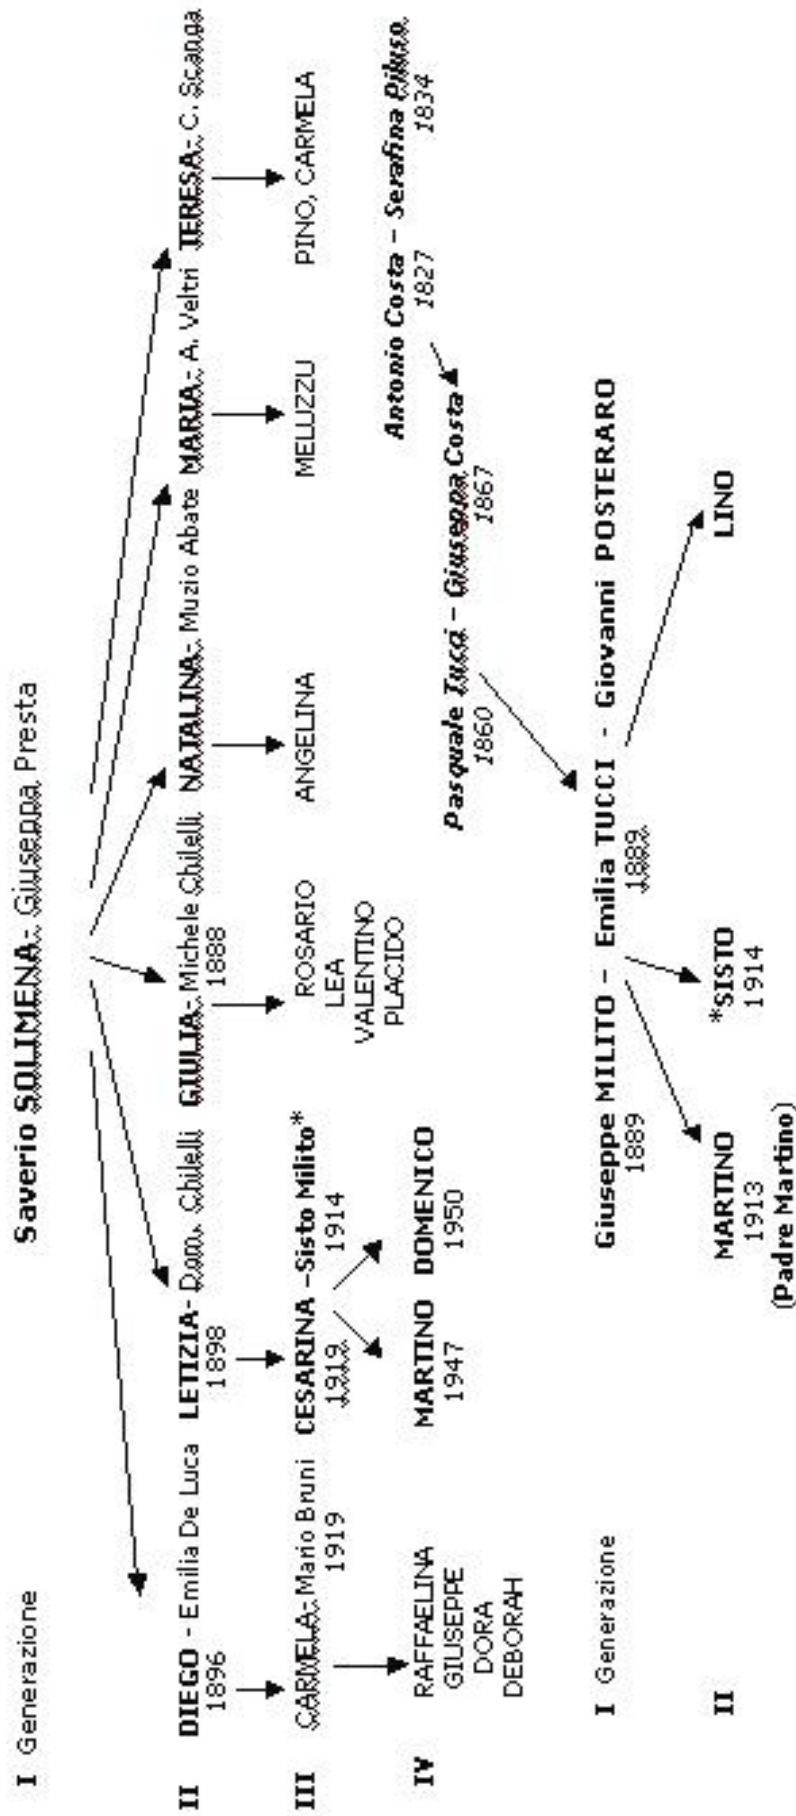 I Generazione Saverio SOLIMENA- Giuseppa Presta
II DIEGO - Emilia De Luca LETIZIA- Dom. Chilelli GIULIA- Michele Chilelli NATALINA- Muzio Abate MARIA- A. Veltri TERESA- C. Scanga
1896 1898 1888
III CARMELA- Mario Bruni CESARINA -Sisto Milito* ROSARIO ANGELINA MELUZZU PINO, CARMELA
1919 1919 1914 LEA
VALENTINO
PLACIDO
IV RAFFAELINA MARTINO DOMENICO Antonio Costa - Serafina Piluso
GIUSEPPE 1947 1950 1827 1834
DORA
DEBORAH
Pasquale Tucci - Giuseppa Costa
1860 1867
I Generazione Giuseppe MILITO - Emilia TUCCI - Giovanni POSTERARO
1889 1889
II MARTINO *SISTO LINO
1913 1914
(Padre Martino)